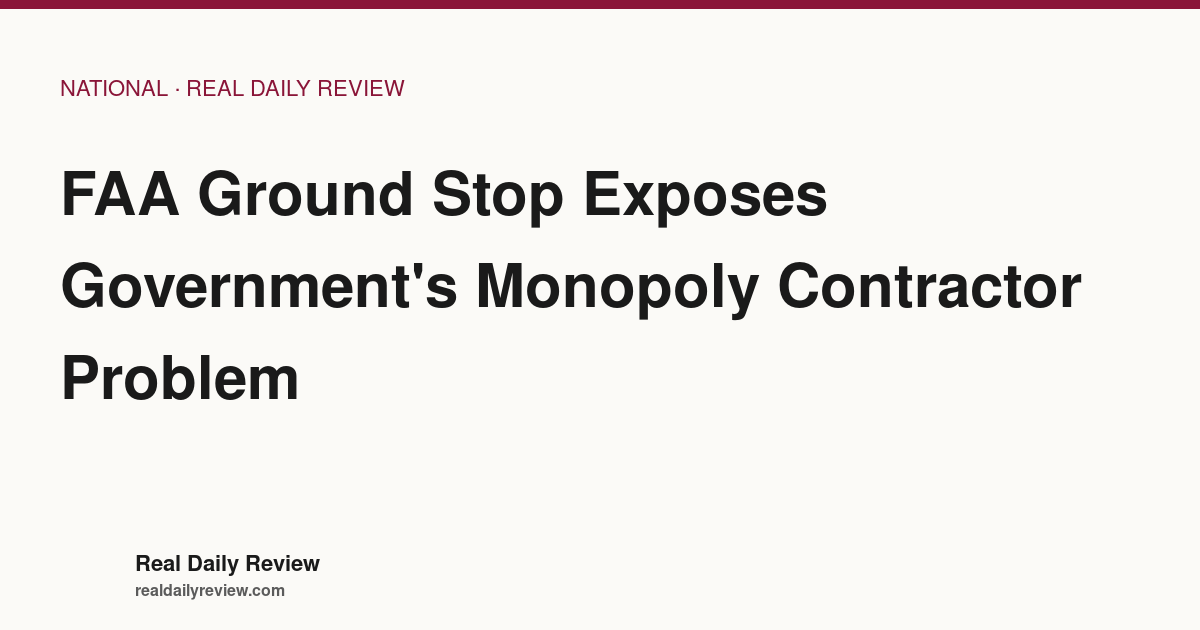 NATIONAL · REAL DAILY REVIEW
FAA Ground Stop Exposes
Government's Monopoly Contractor
Problem
Real Daily Review
realdailyreview.com